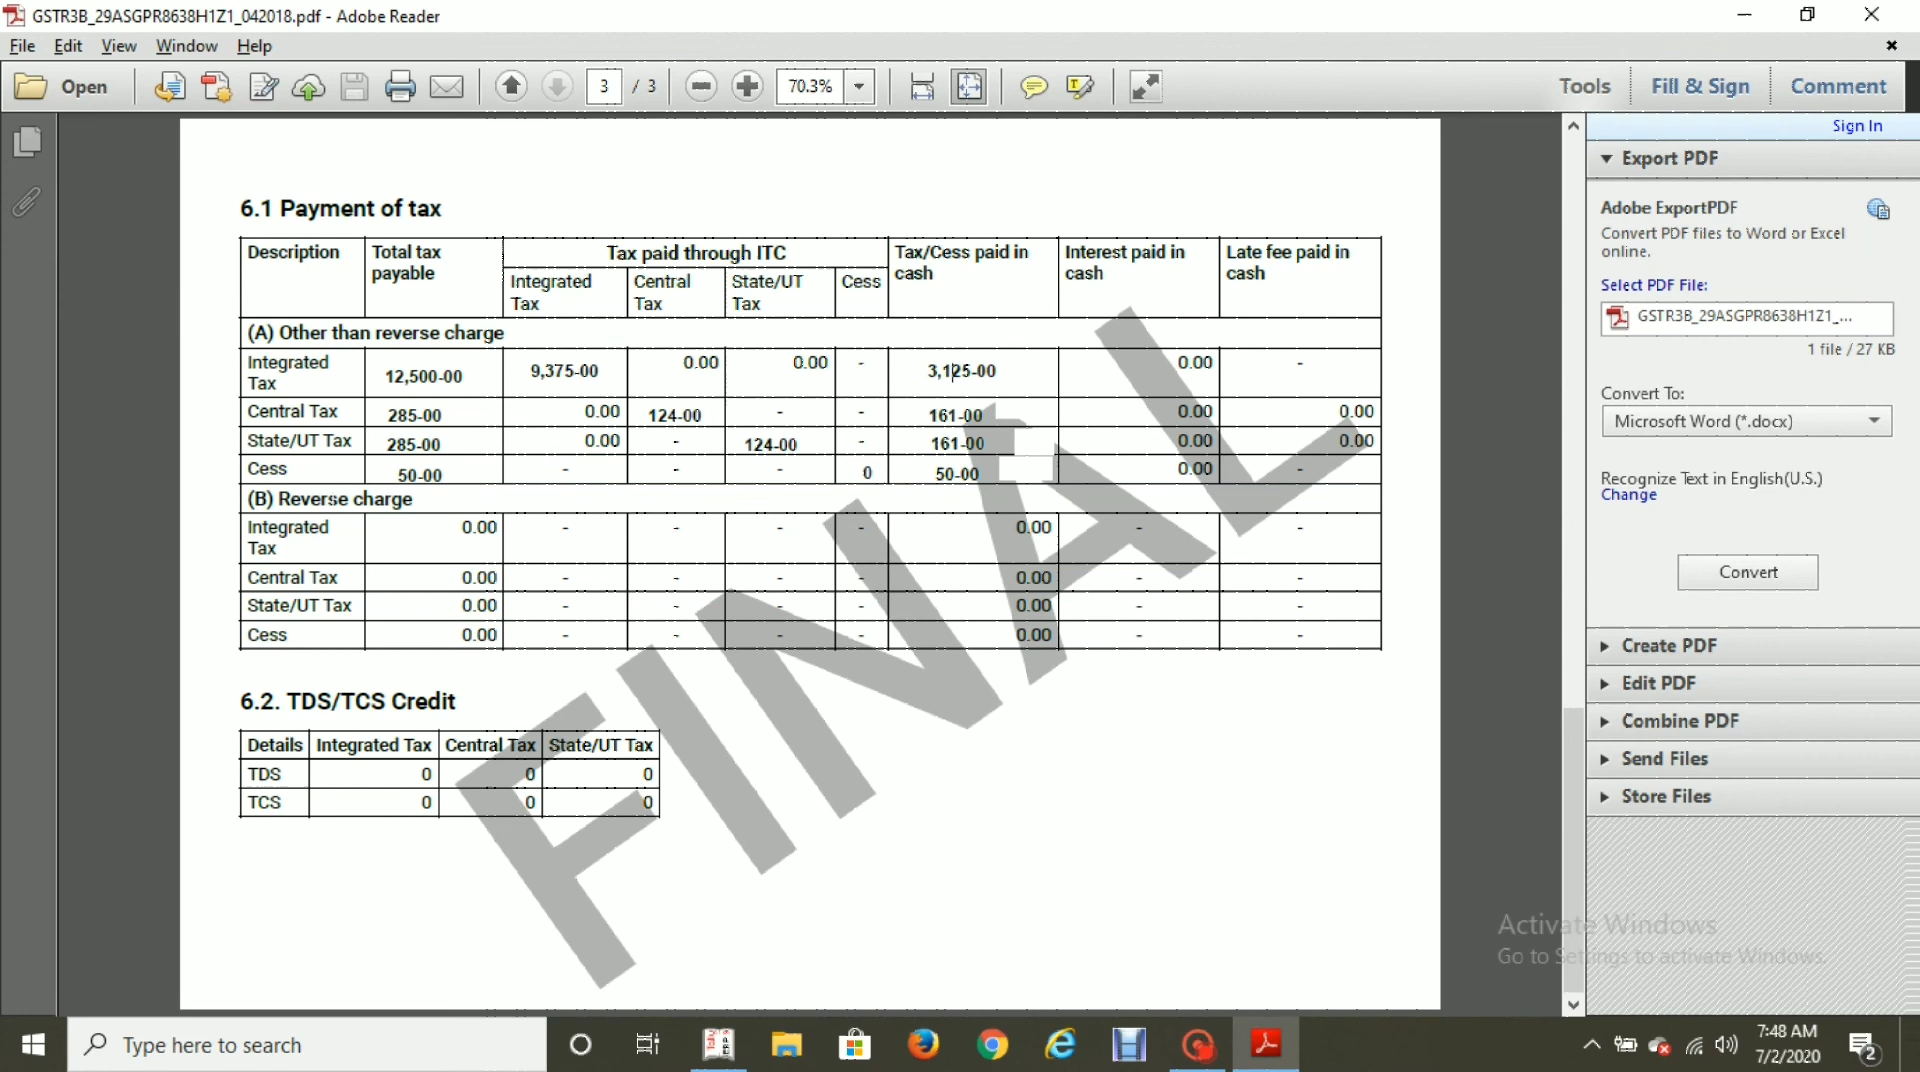 GSTR3B_29ASGPR8638H1Z1_042018.pdf - Adobe Reader
File Edit View Window Help
Open 3 / 3 70.3% Tools Fill & Sign Comment
Sign In
Export PDF
Adobe ExportPDF
Convert PDF files to Word or Excel
online.
Select PDF File:
GSTR3B_29ASGPR8638H1Z1_...
1 file / 27 KB
Convert To:
Microsoft Word (*.docx)
Recognize Text in English(U.S.)
Change
Convert
Create PDF
Edit PDF
Combine PDF
Send Files
Store Files
6.1 Payment of tax
Description Total tax payable Tax paid through ITC Tax/Cess paid in cash Interest paid in cash Late fee paid in cash
Integrated Tax Central Tax State/UT Tax Cess
(A) Other than reverse charge
Integrated Tax 12,500-00 9,375-00 0.00 0.00 - 3,125-00 0.00 -
Central Tax 285-00 0.00 124-00 - - 161-00 0.00 0.00
State/UT Tax 285-00 0.00 - 124-00 - 161-00 0.00 0.00
Cess 50-00 - - - 0 50-00 0.00 -
(B) Reverse charge
Integrated Tax 0.00 - - - - 0.00 - -
Central Tax 0.00 - - - - 0.00 - -
State/UT Tax 0.00 - - - - 0.00 - -
Cess 0.00 - - - - 0.00 - -
6.2. TDS/TCS Credit
Details Integrated Tax Central Tax State/UT Tax
TDS 0 0 0
TCS 0 0 0
FINAL
Activate Windows
Go to Settings to activate Windows.
Type here to search
7:48 AM
7/2/2020
2